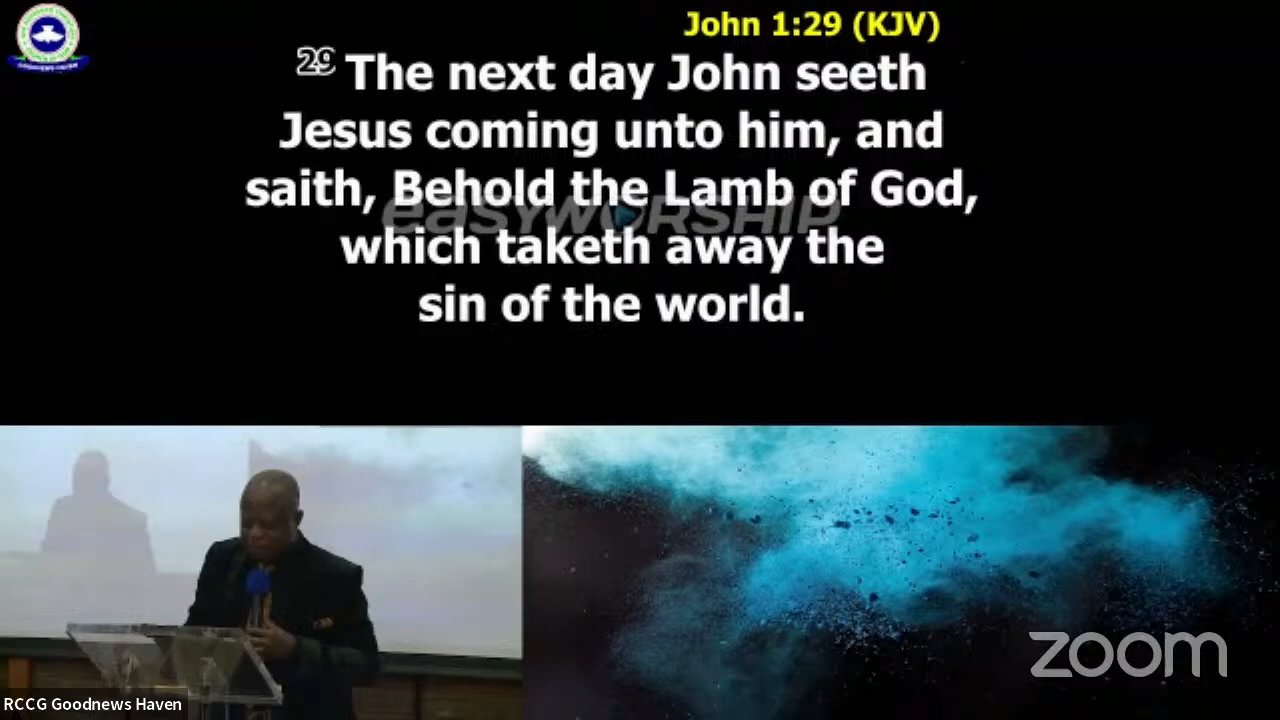 John 1:29 (KJV)
29 The next day John seeth
Jesus coming unto him, and
saith, Behold the Lamb of God,
which taketh away the
sin of the world.
easyWORSHIP
zoom
RCCG Goodnews Haven